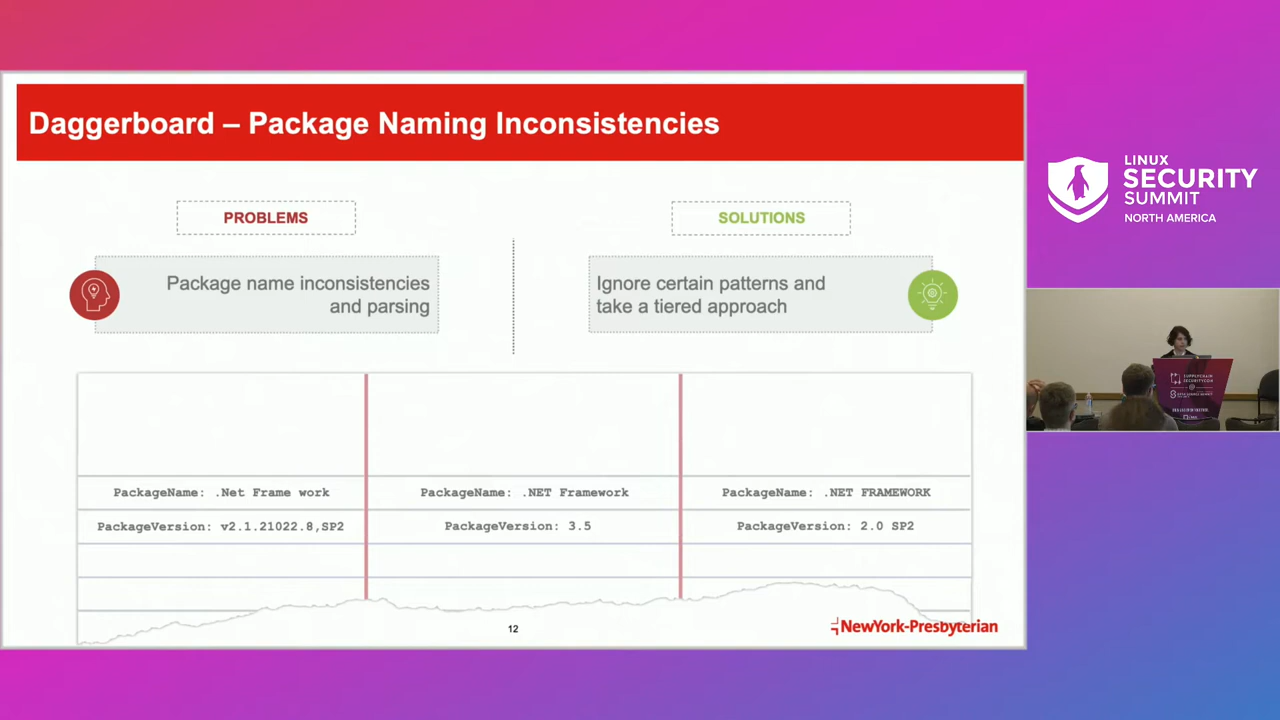 Daggerboard – Package Naming Inconsistencies
PROBLEMS
SOLUTIONS
Package name inconsistencies
and parsing
Ignore certain patterns and
take a tiered approach
PackageName: .Net Frame work
PackageName: .NET Framework
PackageName: .NET FRAMEWORK
PackageVersion: v2.1.21022.8,SP2
PackageVersion: 3.5
PackageVersion: 2.0 SP2
12
NewYork-Presbyterian
LINUX
SECURITY
SUMMIT
NORTH AMERICA
SUPPLYCHAIN
SECURITYCON